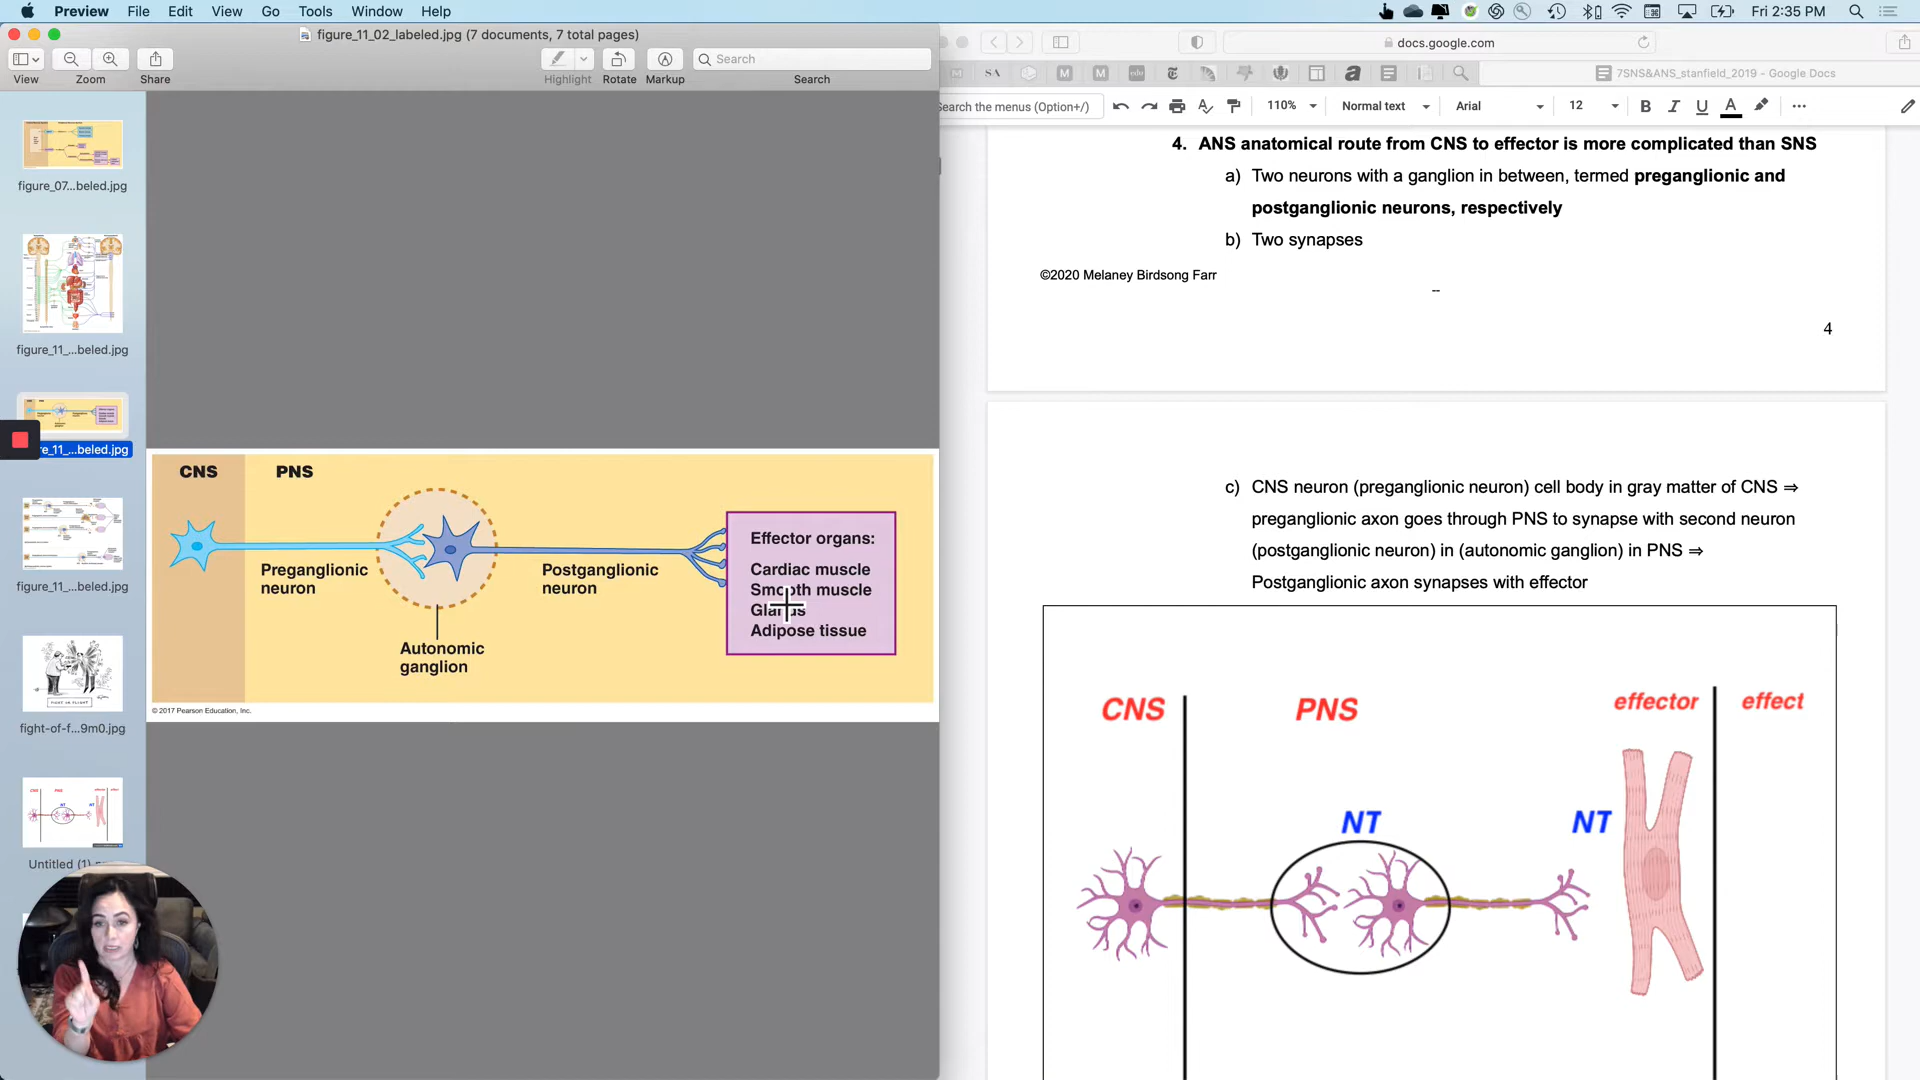 Preview File Edit View Go Tools Window Help
Fri 2:35 PM
figure_11_02_labeled.jpg (7 documents, 7 total pages)
View
Zoom
Share
Highlight
Rotate
Markup
Search
Search
figure_07...beled.jpg
figure_11_...beled.jpg
re_11_...beled.jpg
figure_11_...beled.jpg
fight-of-f...9m0.jpg
FIGHT OR FLIGHT
Untitled (1)
CNS
PNS
Preganglionic
neuron
Autonomic
ganglion
Postganglionic
neuron
Effector organs:
Cardiac muscle
Smooth muscle
Glands
Adipose tissue
© 2017 Pearson Education, Inc.
docs.google.com
SA
7SNS&ANS_stanfield_2019 - Google Docs
Search the menus (Option+/)
110%
Normal text
Arial
12
B I U A
4. ANS anatomical route from CNS to effector is more complicated than SNS
a) Two neurons with a ganglion in between, termed preganglionic and
postganglionic neurons, respectively
b) Two synapses
©2020 Melaney Birdsong Farr
--
4
c) CNS neuron (preganglionic neuron) cell body in gray matter of CNS ⇒
preganglionic axon goes through PNS to synapse with second neuron
(postganglionic neuron) in (autonomic ganglion) in PNS ⇒
Postganglionic axon synapses with effector
CNS
PNS
effector
effect
NT
NT